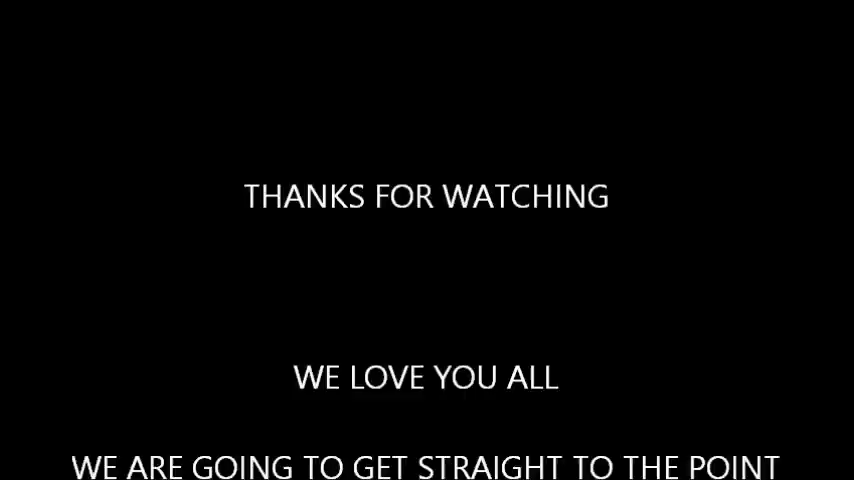 THANKS FOR WATCHING
WE LOVE YOU ALL
WE ARE GOING TO GET STRAIGHT TO THE POINT